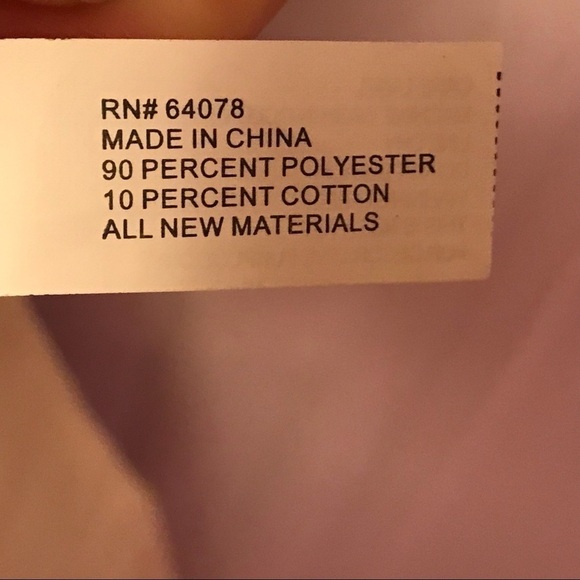 RN# 64078
MADE IN CHINA
90 PERCENT POLYESTER
10 PERCENT COTTON
ALL NEW MATERIALS